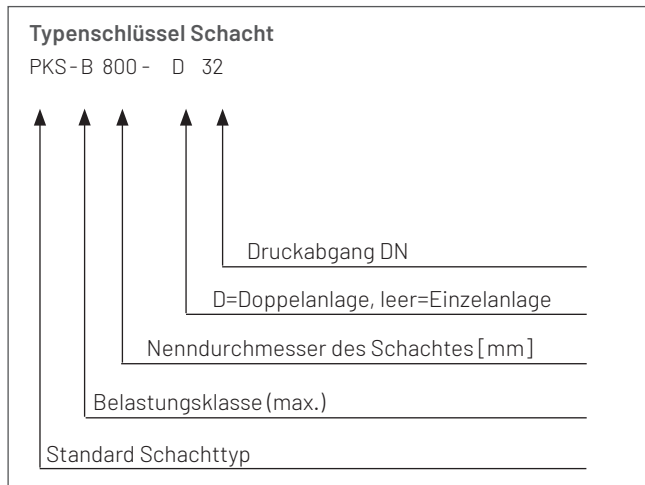 Typenschlüssel Schacht
PKS - B 800 - D 32
Druckabgang DN
D=Doppelanlage, leer=Einzelanlage
Nenndurchmesser des Schachtes [mm]
Belastungsklasse (max.)
Standard Schachttyp